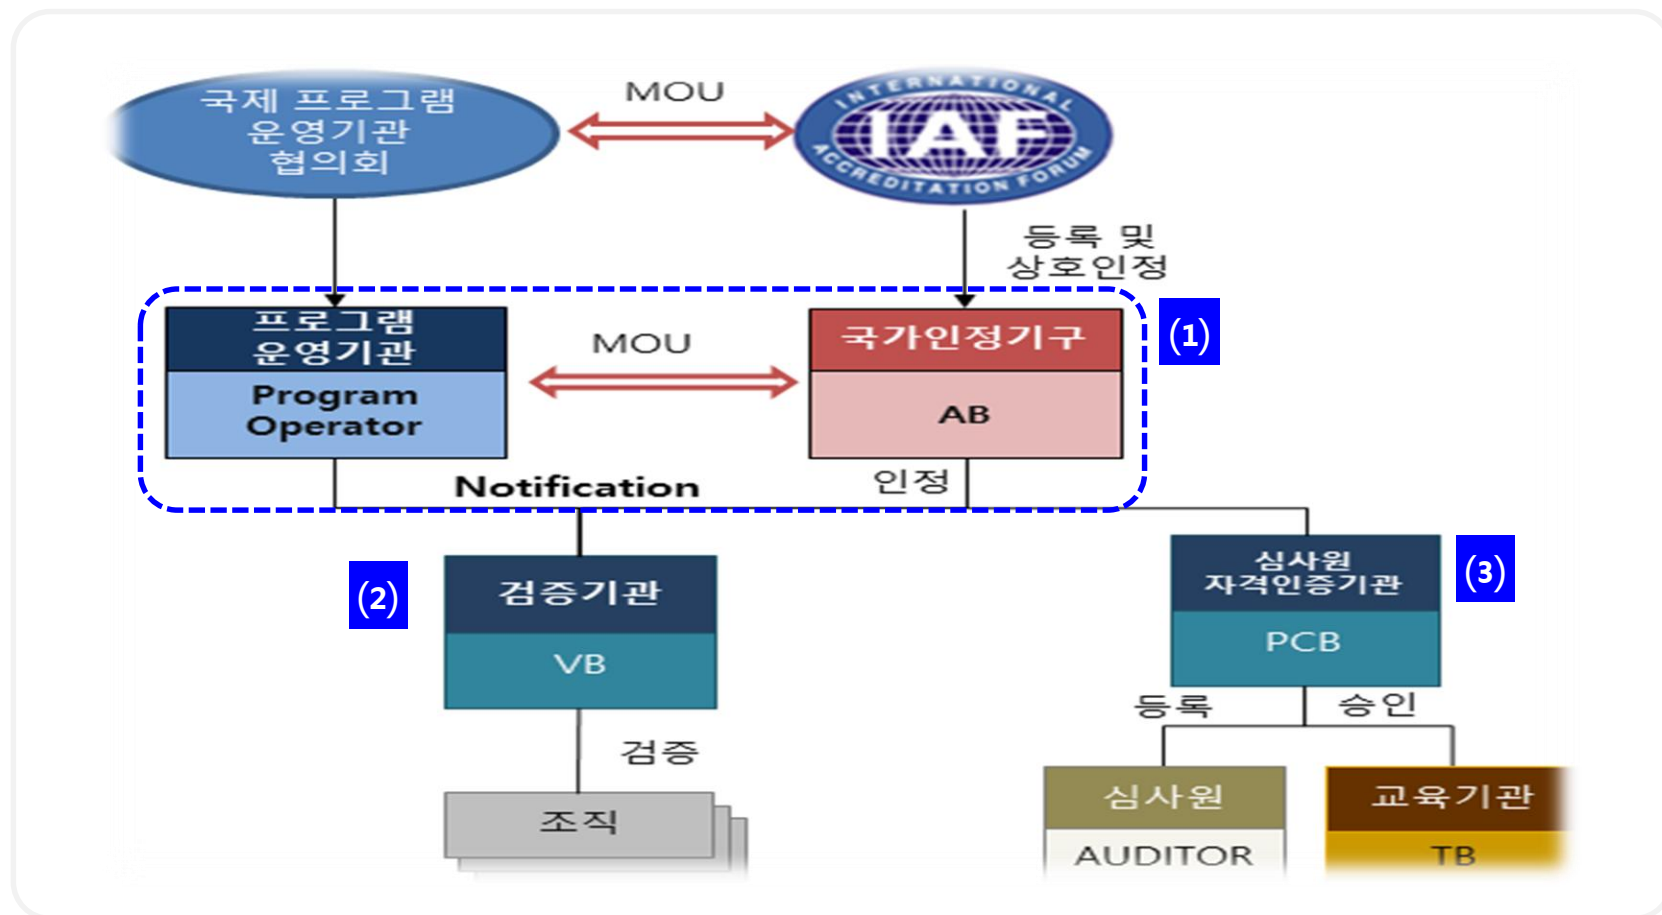 국제 프로그램
운영기관
협의회
MOU
INTERNATIONAL
IAF
ACCREDITATION FORUM
등록 및
상호인정
프로그램
운영기관
Program
Operator
MOU
국가인정기구
AB
(1)
Notification
인정
(2)
검증기관
VB
심사원
자격인증기관
PCB
(3)
검증
조직
등록
승인
심사원
AUDITOR
교육기관
TB